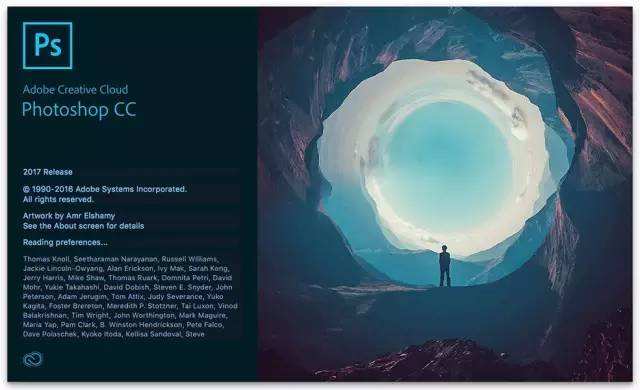 Ps
Adobe Creative Cloud
Photoshop CC
2017 Release
© 1990-2016 Adobe Systems Incorporated.
All rights reserved.
Artwork by Amr Elshamy
See the About screen for details
Reading preferences...
Thomas Knoll, Seetharaman Narayanan, Russell Williams,
Jackie Lincoln-Owyang, Alan Erickson, Ivy Mak, Sarah Kong,
Jerry Harris, Mike Shaw, Thomas Ruark, Domnita Petri, David
Mohr, Yukie Takahashi, David Dobish, Steven E. Snyder, John
Peterson, Adam Jerugim, Tom Attix, Judy Severance, Yuko
Kagita, Foster Brereton, Meredith P. Stotzner, Tai Luxon, Vinod
Balakrishnan, Tim Wright, John Worthington, Mark Maguire,
Maria Yap, Pam Clark, B. Winston Hendrickson, Pete Falco,
Dave Polaschek, Kyoko Itoda, Kellisa Sandoval, Steve